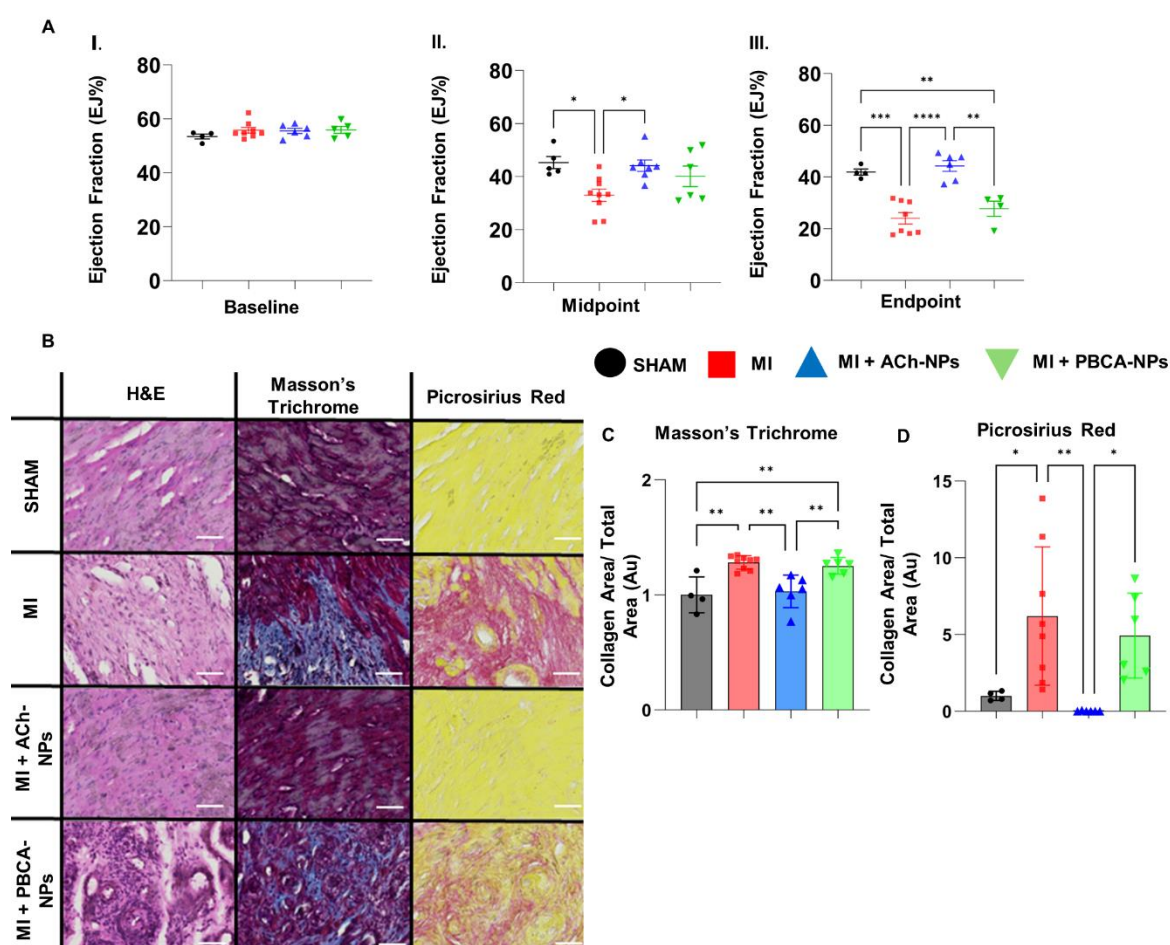 A
I.
II.
III.
Ejection Fraction (EJ%)
80
60
40
20
0
Baseline
Ejection Fraction (EJ%)
80
60
40
20
0
*
*
Midpoint
Ejection Fraction (EJ%)
80
60
40
20
0
**
*** **** **
Endpoint
SHAM MI MI + ACh-NPs MI + PBCA-NPs
B
H&E
Masson's
Trichrome
Picrosirius Red
SHAM
MI
MI + ACh-
NPs
MI + PBCA-
NPs
C
Masson's Trichrome
Collagen Area/ Total
Area (Au)
2
1
0
**
** ** **
D
Picrosirius Red
Collagen Area/ Total
Area (Au)
15
10
5
0
* ** *